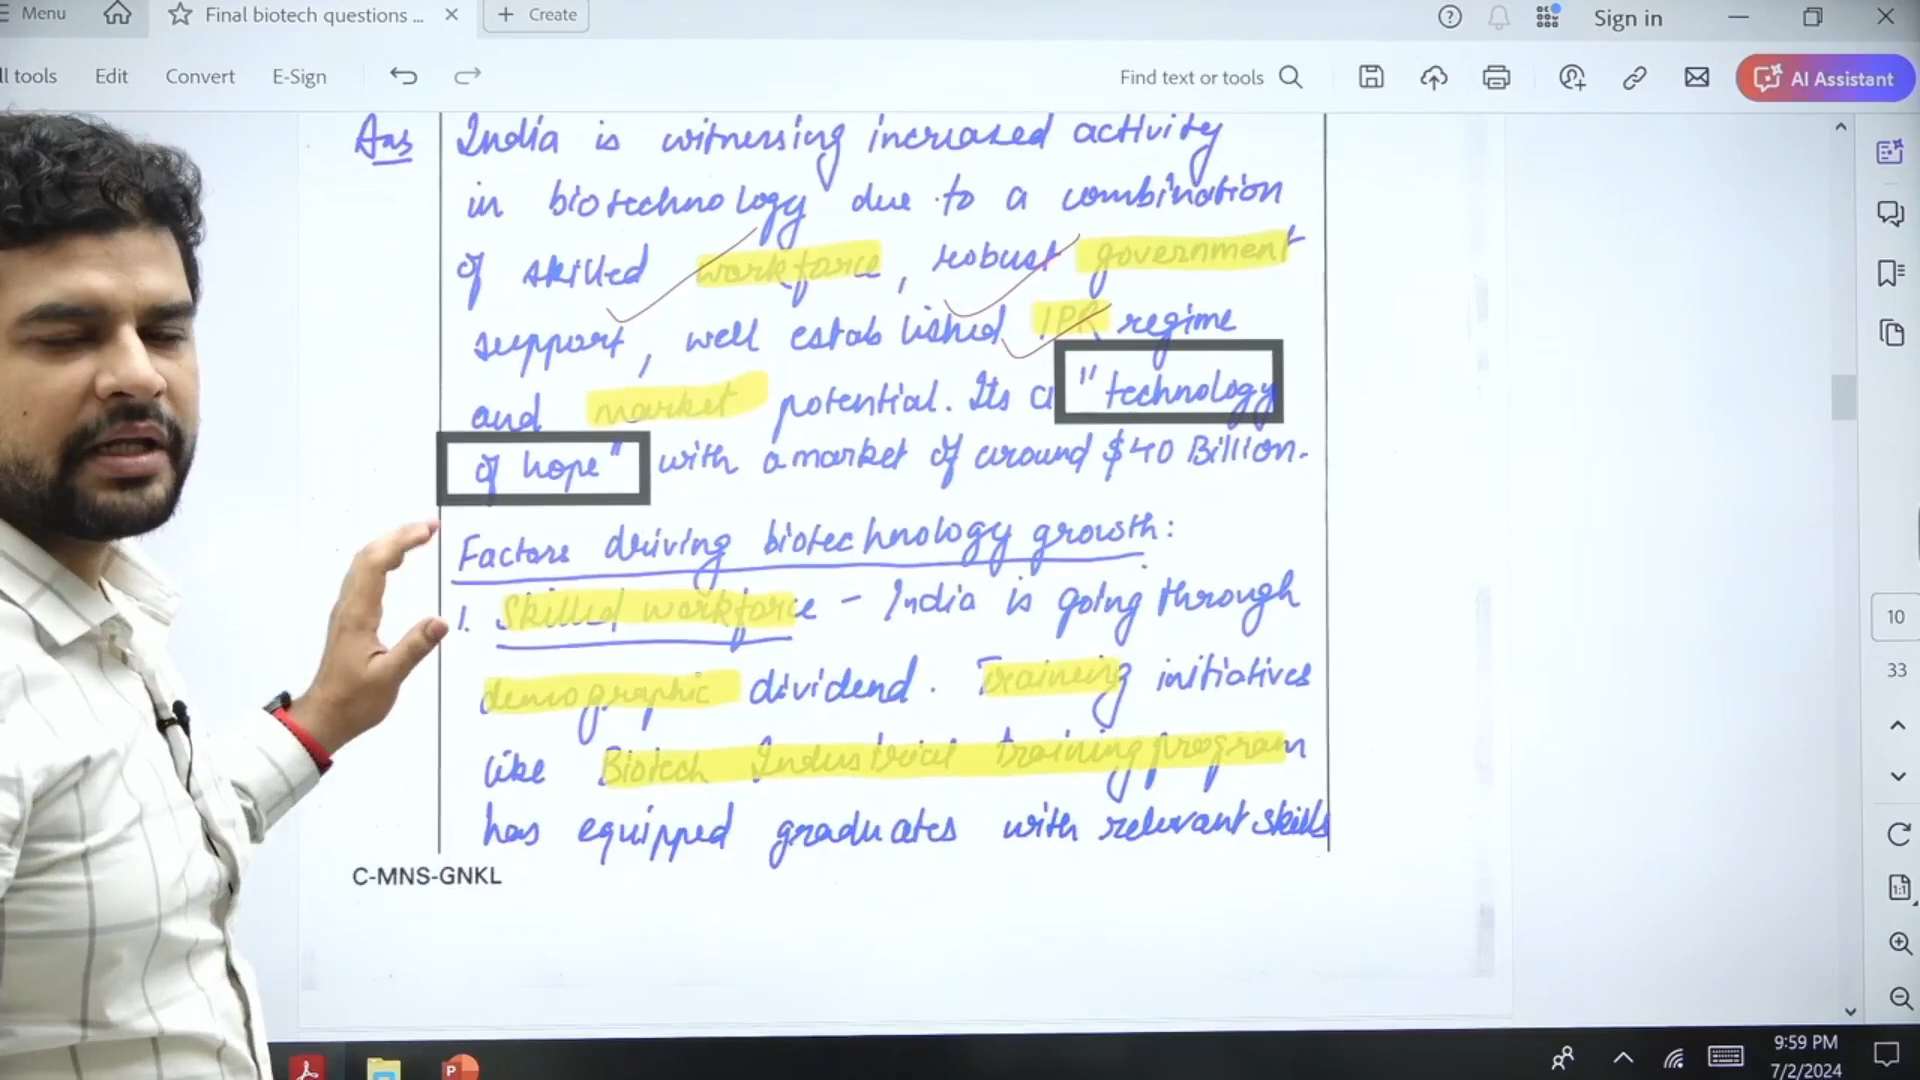 Menu
Final biotech questions ...
Create
Sign in
ll tools
Edit
Convert
E-Sign
Find text or tools
AI Assistant
Ans India is witnessing increased activity
in biotechnology due to a combination
of skilled workforce, robust government
support, well established IPR regime
and market potential. Its a "technology
of hope" with a market of around $40 Billion.
Factors driving biotechnology growth:
1. Skilled workforce - India is going through
demographic dividend. Training initiatives
like Biotech Industrial training program
has equipped graduates with relevant skills
C-MNS-GNKL
10
33
1:1
9:59 PM
7/2/2024